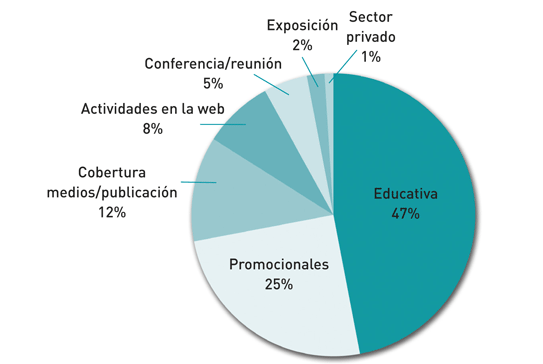 Sector
privado
1%
Exposición
2%
Conferencia/reunión
5%
Actividades en la web
8%
Cobertura
medios/publicación
12%
Educativa
47%
Promocionales
25%